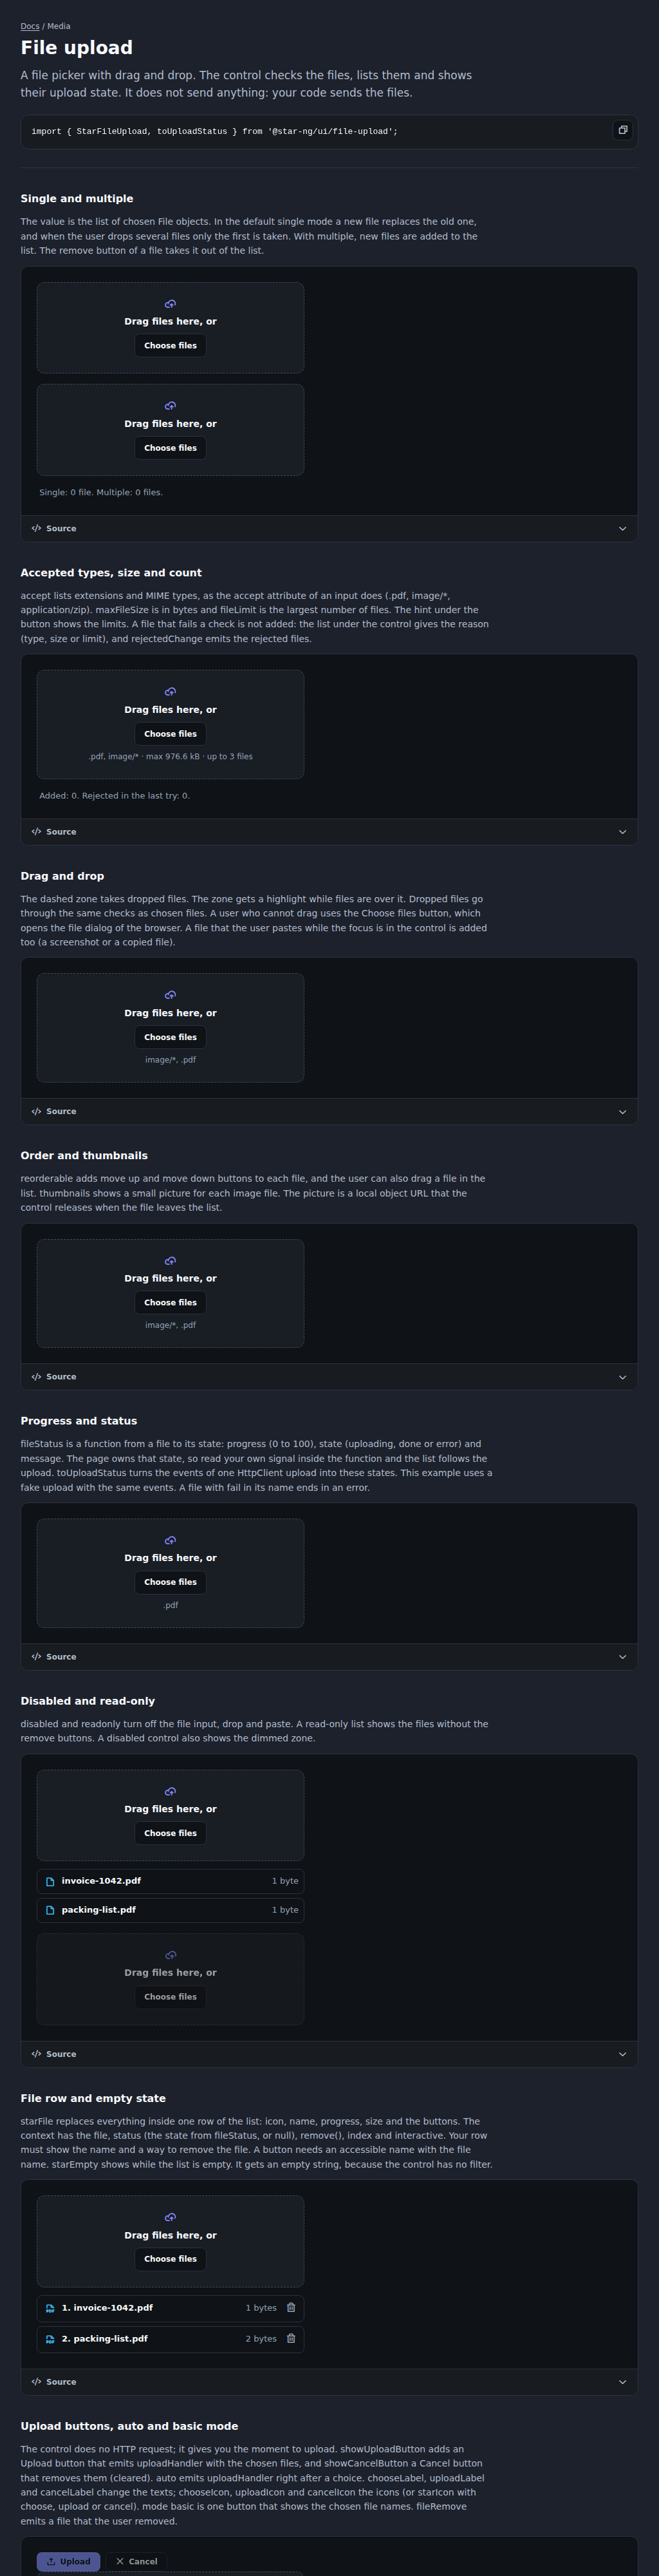 Docs / Media
File upload
A file picker with drag and drop. The control checks the files, lists them and shows
their upload state. It does not send anything: your code sends the files.
import { StarFileUpload, toUploadStatus } from '@star-ng/ui/file-upload';
Single and multiple
The value is the list of chosen File objects. In the default single mode a new file replaces the old one,
and when the user drops several files only the first is taken. With multiple, new files are added to the
list. The remove button of a file takes it out of the list.
Drag files here, or
Choose files
Drag files here, or
Choose files
Single: 0 file. Multiple: 0 files.
Source
Accepted types, size and count
accept lists extensions and MIME types, as the accept attribute of an input does (.pdf, image/*,
application/zip). maxFileSize is in bytes and fileLimit is the largest number of files. The hint under the
button shows the limits. A file that fails a check is not added: the list under the control gives the reason
(type, size or limit), and rejectedChange emits the rejected files.
Drag files here, or
Choose files
.pdf, image/* · max 976.6 kB · up to 3 files
Added: 0. Rejected in the last try: 0.
Source
Drag and drop
The dashed zone takes dropped files. The zone gets a highlight while files are over it. Dropped files go
through the same checks as chosen files. A user who cannot drag uses the Choose files button, which
opens the file dialog of the browser. A file that the user pastes while the focus is in the control is added
too (a screenshot or a copied file).
Drag files here, or
Choose files
image/*, .pdf
Source
Order and thumbnails
reorderable adds move up and move down buttons to each file, and the user can also drag a file in the
list. thumbnails shows a small picture for each image file. The picture is a local object URL that the
control releases when the file leaves the list.
Drag files here, or
Choose files
image/*, .pdf
Source
Progress and status
fileStatus is a function from a file to its state: progress (0 to 100), state (uploading, done or error) and
message. The page owns that state, so read your own signal inside the function and the list follows the
upload. toUploadStatus turns the events of one HttpClient upload into these states. This example uses a
fake upload with the same events. A file with fail in its name ends in an error.
Drag files here, or
Choose files
.pdf
Source
Disabled and read-only
disabled and readonly turn off the file input, drop and paste. A read-only list shows the files without the
remove buttons. A disabled control also shows the dimmed zone.
Drag files here, or
Choose files
invoice-1042.pdf 1 byte
packing-list.pdf 1 byte
Drag files here, or
Choose files
Source
File row and empty state
starFile replaces everything inside one row of the list: icon, name, progress, size and the buttons. The
context has the file, status (the state from fileStatus, or null), remove(), index and interactive. Your row
must show the name and a way to remove the file. A button needs an accessible name with the file
name. starEmpty shows while the list is empty. It gets an empty string, because the control has no filter.
Drag files here, or
Choose files
1. invoice-1042.pdf 1 bytes
2. packing-list.pdf 2 bytes
Source
Upload buttons, auto and basic mode
The control does no HTTP request; it gives you the moment to upload. showUploadButton adds an
Upload button that emits uploadHandler with the chosen files, and showCancelButton a Cancel button
that removes them (cleared). auto emits uploadHandler right after a choice. chooseLabel, uploadLabel
and cancelLabel change the texts; chooseIcon, uploadIcon and cancelIcon the icons (or starIcon with
choose, upload or cancel). mode basic is one button that shows the chosen file names. fileRemove
emits a file that the user removed.
Upload Cancel